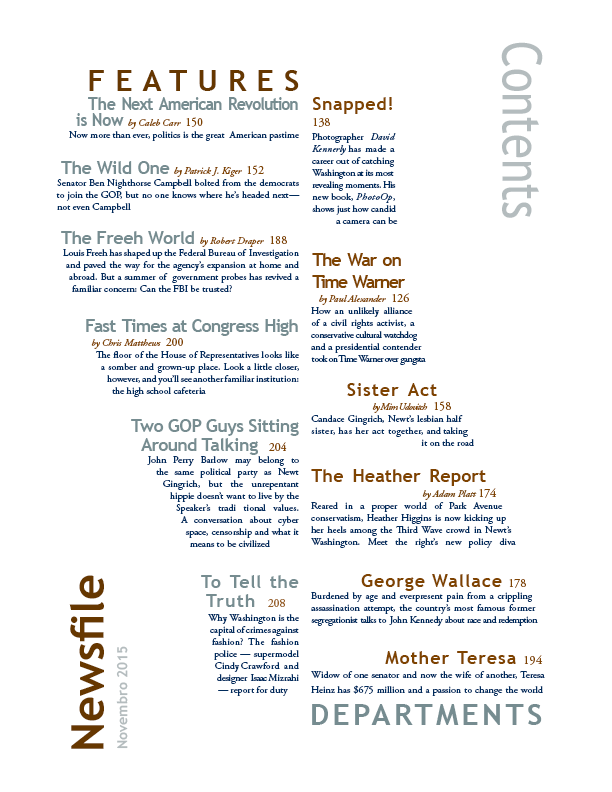 Contents
FEATURES
The Next American Revolution
is Now by Caleb Carr 150
Now more than ever, politics is the great American pastime
The Wild One by Patrick J. Kiger 152
Senator Ben Nighthorse Campbell bolted from the democrats
to join the GOP, but no one knows where he's headed next—
not even Campbell
The Freeh World by Robert Draper 188
Louis Freeh has shaped up the Federal Bureau of Investigation
and paved the way for the agency's expansion at home and
abroad. But a summer of government probes has revived a
familiar concern: Can the FBI be trusted?
Fast Times at Congress High
by Chris Matthews 200
The floor of the House of Representatives looks like
a somber and grown-up place. Look a little closer,
however, and you'll see another familiar institution:
the high school cafeteria
Two GOP Guys Sitting
Around Talking 204
John Perry Barlow may belong to
the same political party as Newt
Gingrich, but the unrepentant
hippie doesn't want to live by the
Speaker's tradi tional values.
A conversation about cyber
space, censorship and what it
means to be civilized
To Tell the
Truth 208
Why Washington is the
capital of crimes against
fashion? The fashion
police — supermodel
Cindy Crawford and
designer Isaac Mizrahi
— report for duty
Snapped!
138
Photographer David
Kennerly has made a
career out of catching
Washington at its most
revealing moments. His
new book, PhotoOp,
shows just how candid
a camera can be
The War on
Time Warner
by Paul Alexander 126
How an unlikely alliance
of a civil rights activist, a
conservative cultural watchdog
and a presidential contender
took on Time Warner over gangsta
Sister Act
by Mim Udovitch 158
Candace Gingrich, Newt's lesbian half
sister, has her act together, and taking
it on the road
The Heather Report
by Adam Platt 174
Reared in a proper world of Park Avenue
conservatism, Heather Higgins is now kicking up
her heels among the Third Wave crowd in Newt's
Washington. Meet the right's new policy diva
George Wallace 178
Burdened by age and everpresent pain from a crippling
assassination attempt, the country's most famous former
segregationist talks to John Kennedy about race and redemption
Mother Teresa 194
Widow of one senator and now the wife of another, Teresa
Heinz has $675 million and a passion to change the world
DEPARTMENTS
Newsfile
Novembro 2015